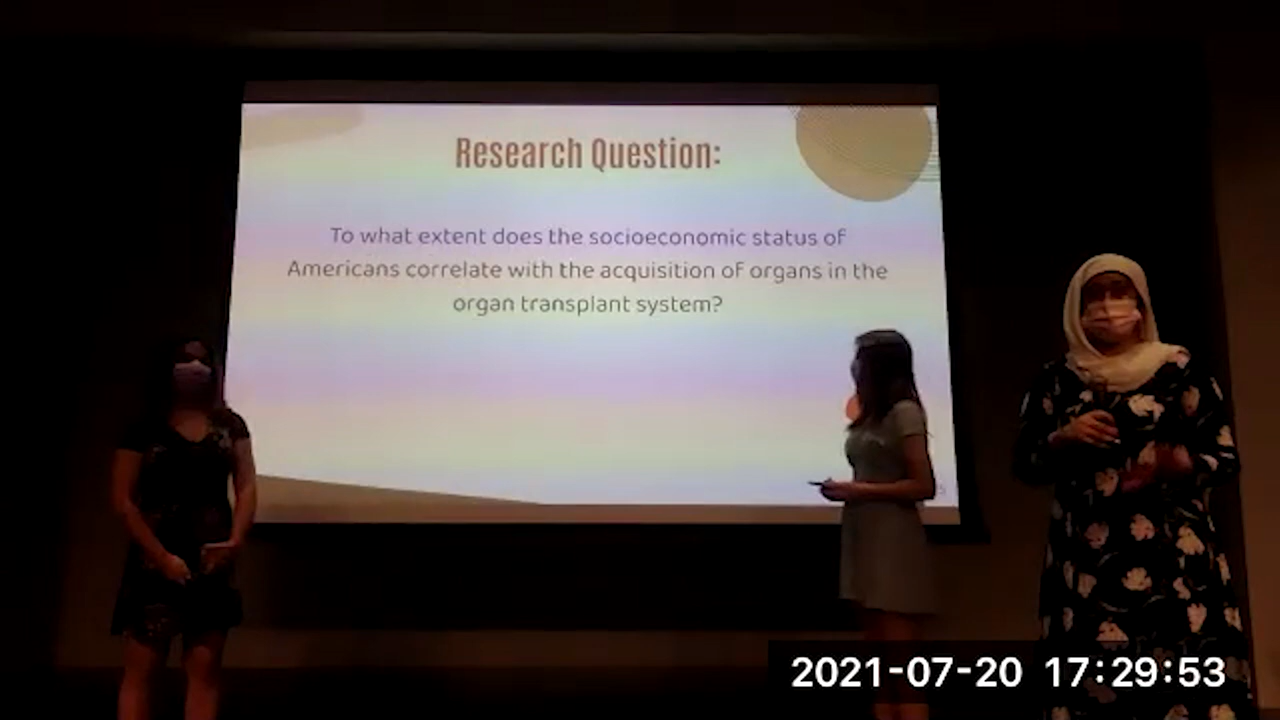 Research Question:
To what extent does the socioeconomic status of
Americans correlate with the acquisition of organs in the
organ transplant system?
2021-07-20 17:29:53